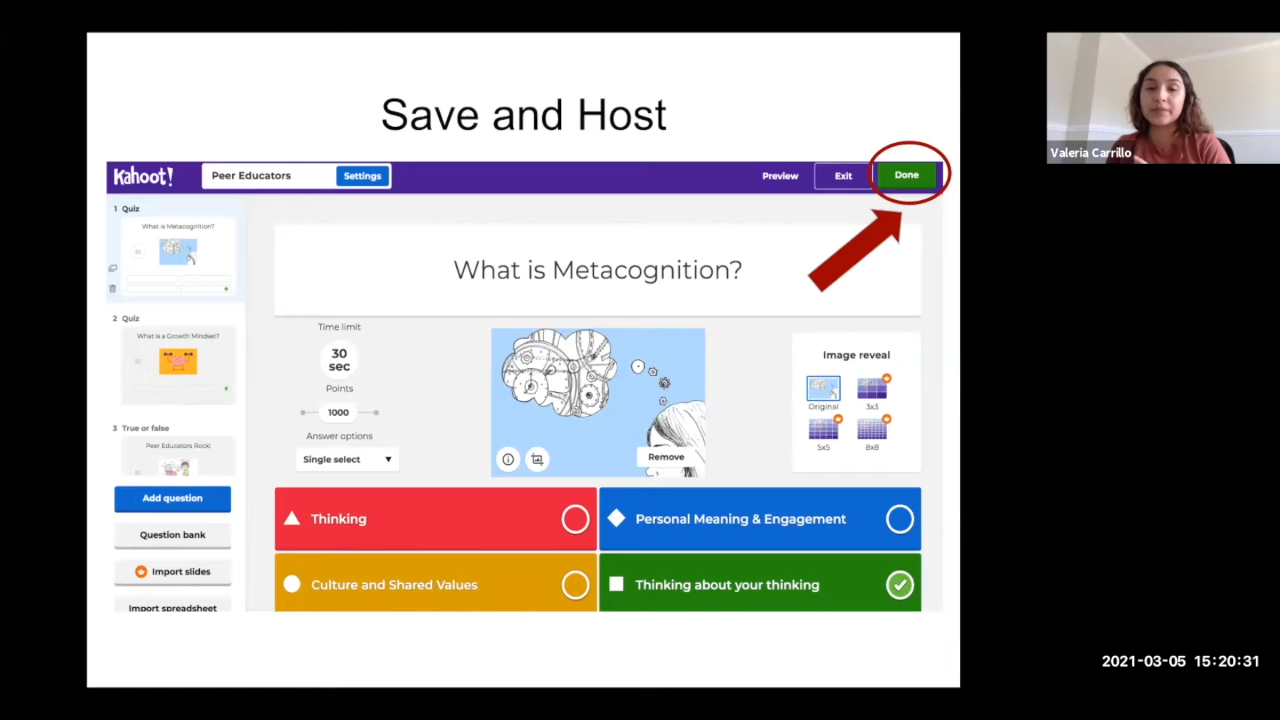 Save and Host
Kahoot!
Peer Educators
Settings
Preview
Exit
Done
1 Quiz
What is Metacognition?
30
2 Quiz
What is a Growth Mindset?
30
3 True or false
Peer Educators Rock!
Add question
Question bank
Import slides
Import spreadsheet
What is Metacognition?
Time limit
30
sec
Points
1000
Answer options
Single select
Remove
Image reveal
Original
3x3
5x5
8x8
Thinking
Personal Meaning & Engagement
Culture and Shared Values
Thinking about your thinking
Valeria Carrillo
2021-03-05 15:20:31